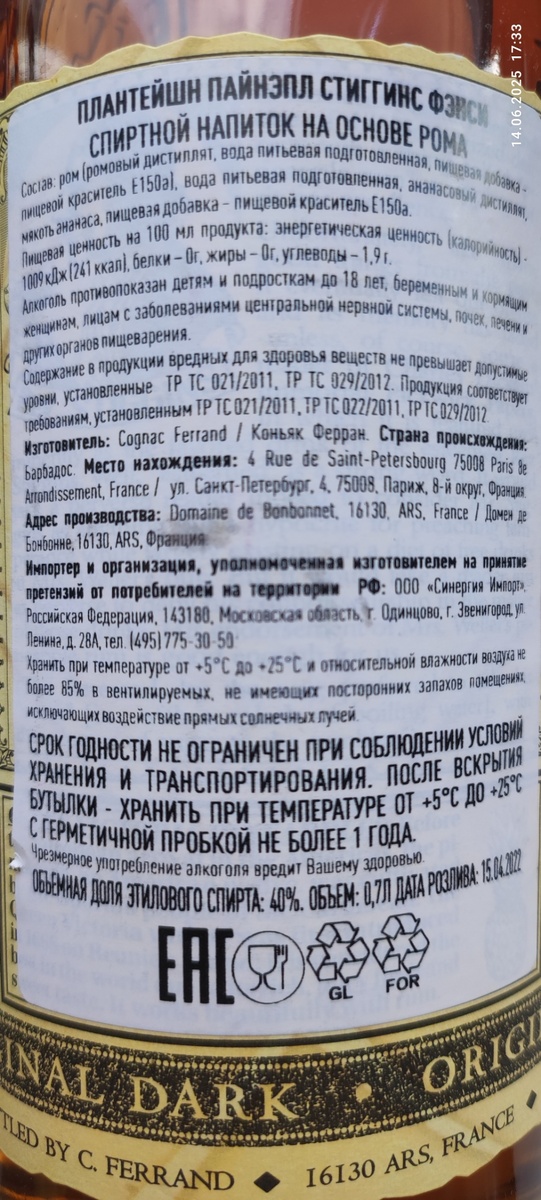 14.06.2025 17:33
ПЛАНТЕЙШН ПАЙНЭПЛ СТИГГИНС ФЭНСИ
СПИРТНОЙ НАПИТОК НА ОСНОВЕ РОМА
Состав: ром (ромовый дистиллят, вода питьевая подготовленная, пищевая добавка -
пищевой краситель Е150а), вода питьевая подготовленная, ананасовый дистиллят,
мякоть ананаса, пищевая добавка - пищевой краситель Е150а.
Пищевая ценность на 100 мл продукта: энергетическая ценность (калорийность) -
1009 кДж (241 ккал), белки - 0г, жиры - 0г, углеводы - 1,9 г.
Алкоголь противопоказан детям и подросткам до 18 лет, беременным и кормящим
женщинам, лицам с заболеваниями центральной нервной системы, почек, печени и
других органов пищеварения.
Содержание в продукции вредных для здоровья веществ не превышает допустимые
уровни, установленные ТР ТС 021/2011, ТР ТС 029/2012. Продукция соответствует
требованиям, установленным ТР ТС 021/2011, ТР ТС 022/2011, ТР ТС 029/2012.
Изготовитель: Cognac Ferrand / Коньяк Ферран. Страна происхождения:
Барбадос. Место нахождения: 4 Rue de Saint-Petersbourg 75008 Paris 8e
Arrondissement, France / ул. Санкт-Петербург, 4, 75008, Париж, 8-й округ, Франция.
Адрес производства: Domaine de Bonbonnet, 16130, ARS, France / Домен де
Бонбонне, 16130, ARS, Франция
Импортер и организация, уполномоченная изготовителем на принятие
претензий от потребителей на территории РФ: ООО «Синергия Импорт»,
Российская Федерация, 143180, Московская область, г. Одинцово, г. Звенигород, ул.
Ленина, д. 28А, тел. (495) 775-30-50
Хранить при температуре от +5°С до +25°С и относительной влажности воздуха не
более 85% в вентилируемых, не имеющих посторонних запахов помещениях,
исключающих воздействие прямых солнечных лучей.
СРОК ГОДНОСТИ НЕ ОГРАНИЧЕН ПРИ СОБЛЮДЕНИИ УСЛОВИЙ
ХРАНЕНИЯ И ТРАНСПОРТИРОВАНИЯ. ПОСЛЕ ВСКРЫТИЯ
БУТЫЛКИ - ХРАНИТЬ ПРИ ТЕМПЕРАТУРЕ ОТ +5°С ДО +25°С
С ГЕРМЕТИЧНОЙ ПРОБКОЙ НЕ БОЛЕЕ 1 ГОДА.
Чрезмерное употребление алкоголя вредит Вашему здоровью.
ОБЪЕМНАЯ ДОЛЯ ЭТИЛОВОГО СПИРТА: 40%. ОБЪЕМ: 0,7Л ДАТА РОЗЛИВА: 15.04.2022
EAC
GL FOR
INAL DARK • ORIGI
TLED BY C. FERRAND ◆ 16130 ARS, FRANCE ◆